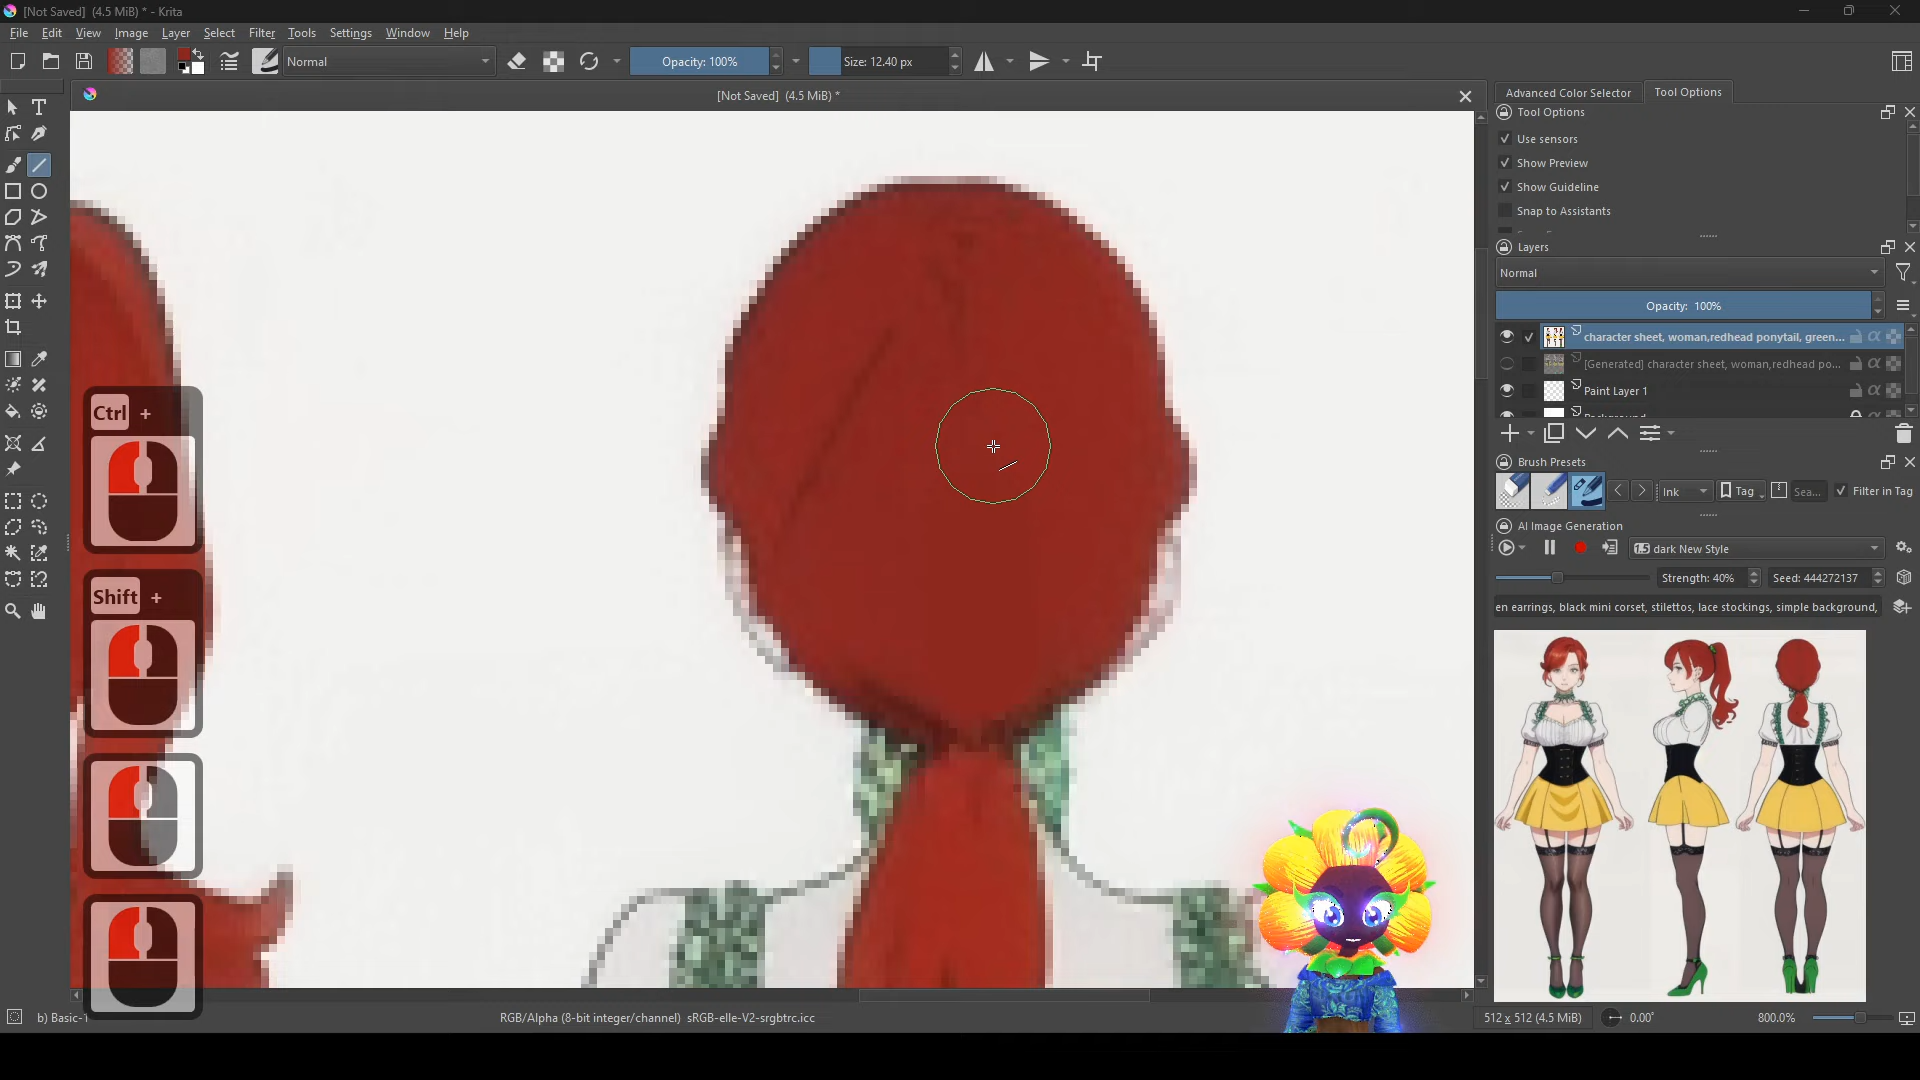 [Not Saved] (4.5 MiB) * - Krita
File Edit View Image Layer Select Filter Tools Settings Window Help
Normal
Opacity: 100%
Size: 12.40 px
[Not Saved] (4.5 MiB) *
Advanced Color Selector
Tool Options
Tool Options
Use sensors
Show Preview
Show Guideline
Snap to Assistants
Layers
Normal
Opacity: 100%
character sheet, woman,redhead ponytail, green...
[Generated] character sheet, woman,redhead po...
Paint Layer 1
Brush Presets
Ink
Tag
Sea...
Filter in Tag
AI Image Generation
1.5 dark New Style
Strength: 40%
Seed: 444272137
en earrings, black mini corset, stilettos, lace stockings, simple background,
Ctrl +
Shift +
b) Basic-
RGB/Alpha (8-bit integer/channel) sRGB-elle-V2-srgbtrc.icc
512 x 512 (4.5 MiB)
0.00°
800.0%